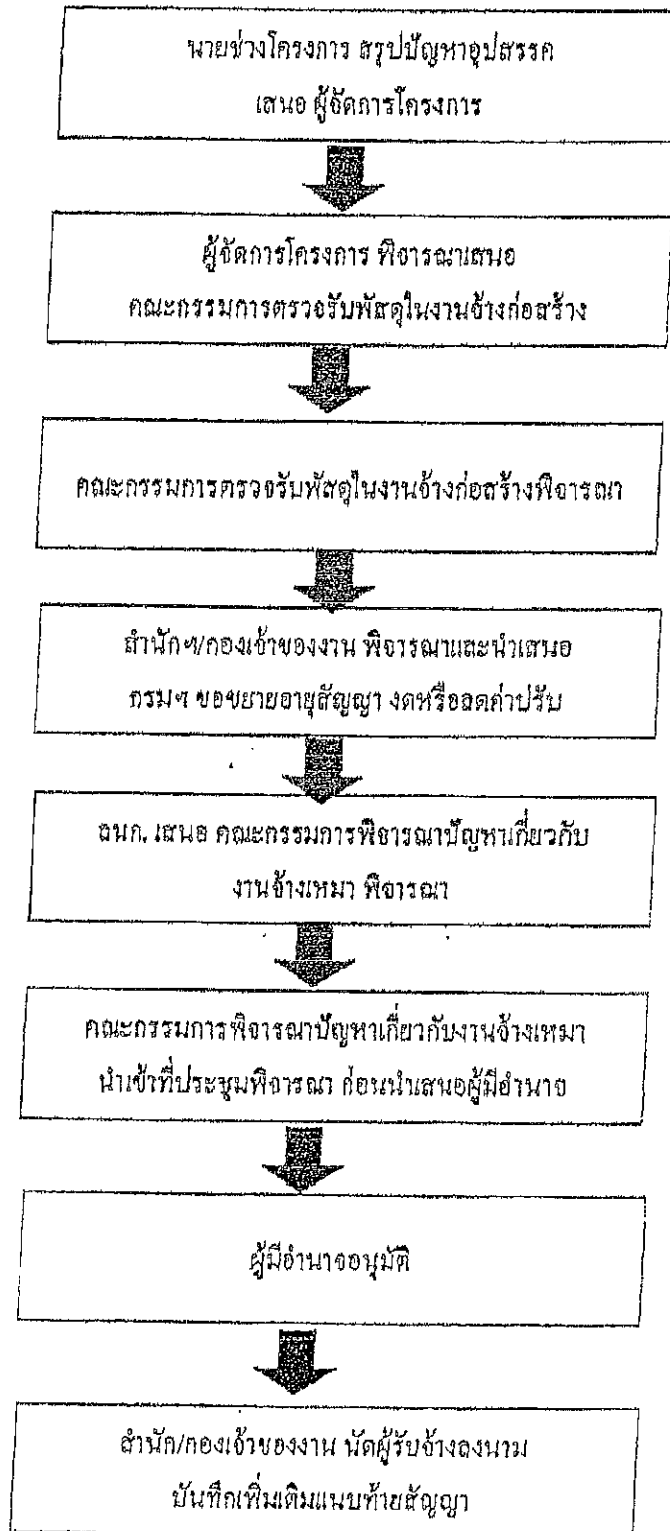 นายช่างโครงการ สรุปปัญหาอุปสรรค
เสนอ ผู้จัดการโครงการ
ผู้จัดการโครงการ พิจารณาเสนอ
คณะกรรมการตรวจรับพัสดุในงานจ้างก่อสร้าง
คณะกรรมการตรวจรับพัสดุในงานจ้างก่อสร้างพิจารณา
สำนักฯ/กองเจ้าของงาน พิจารณาและนำเสนอ
กรมฯ ขอขยายอายุสัญญา งดหรือลดค่าปรับ
อนก. เสนอ คณะกรรมการพิจารณาปัญหาเกี่ยวกับ
งานจ้างเหมา พิจารณา
คณะกรรมการพิจารณาปัญหาเกี่ยวกับงานจ้างเหมา
นำเข้าที่ประชุมพิจารณา ก่อนนำเสนอผู้มีอำนาจ
ผู้มีอำนาจอนุมัติ
สำนัก/กองเจ้าของงาน นัดผู้รับจ้างลงนาม
บันทึกเพิ่มเติมแนบท้ายสัญญา